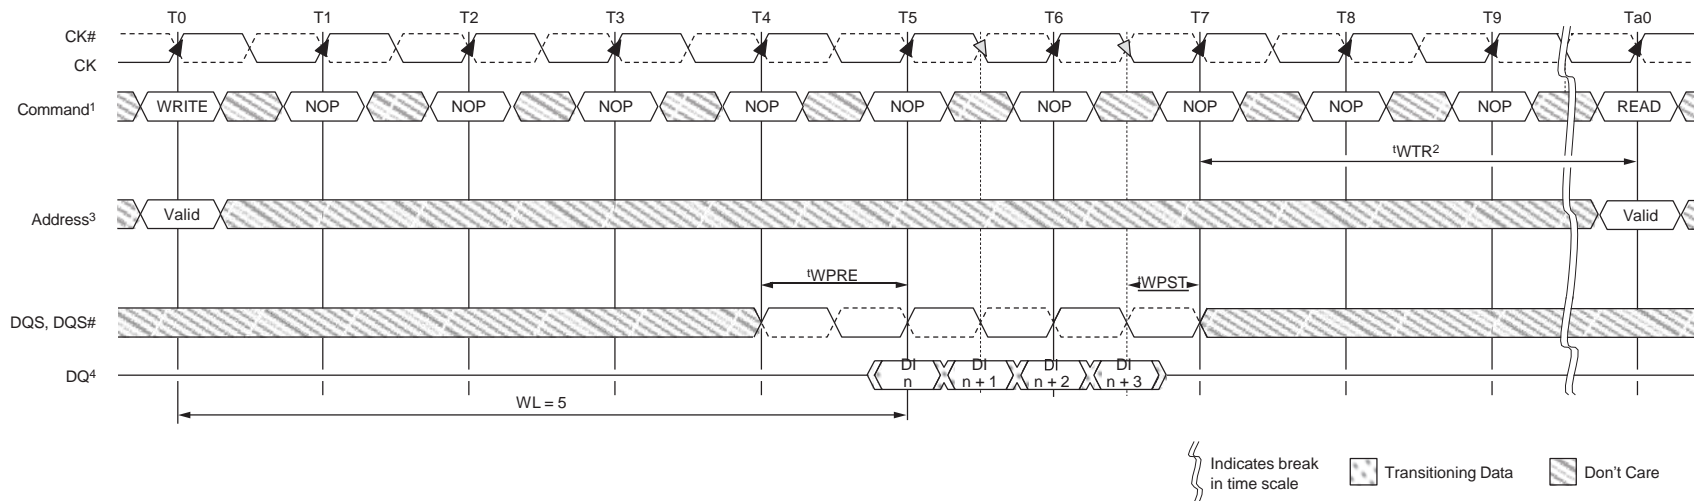 T0 T1 T2 T3 T4 T5 T6 T7 T8 T9 Ta0
CK#
CK
Command1 WRITE NOP NOP NOP NOP NOP NOP NOP NOP NOP READ
tWTR2
Address3 Valid Valid
tWPRE tWPST
DQS, DQS#
DQ4 DI n DI n + 1 DI n + 2 DI n + 3
WL = 5
Indicates break
in time scale
Transitioning Data
Don't Care